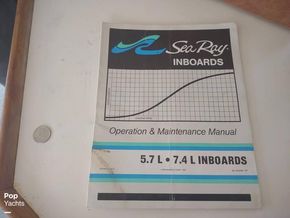 Sea Ray
INBOARDS
Operation & Maintenance Manual
5.7 L • 7.4 L INBOARDS
Pop
Yachts